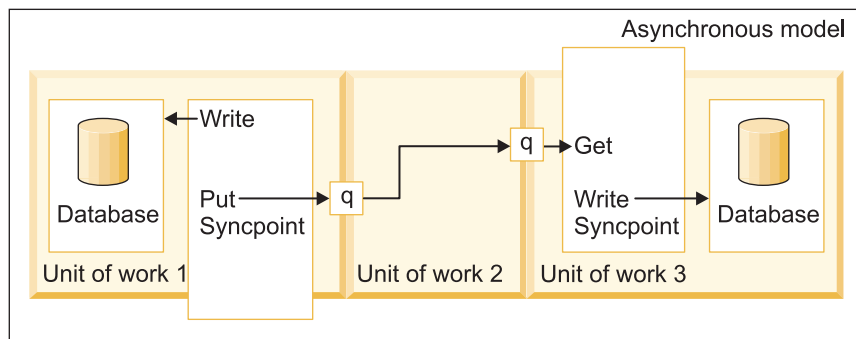 Asynchronous model
Write
Database
Put
Syncpoint
Unit of work 1
q
Unit of work 2
q
Get
Write
Syncpoint
Database
Unit of work 3